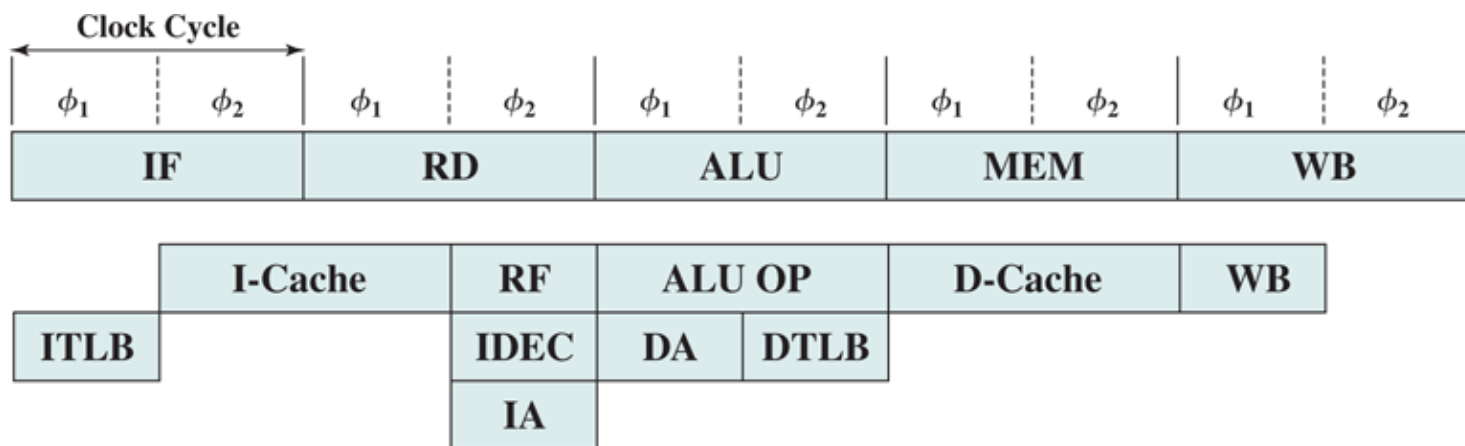 Clock Cycle
ϕ1 ϕ2 ϕ1 ϕ2 ϕ1 ϕ2 ϕ1 ϕ2 ϕ1 ϕ2
IF RD ALU MEM WB
I-Cache RF ALU OP D-Cache WB
ITLB IDEC DA DTLB
IA